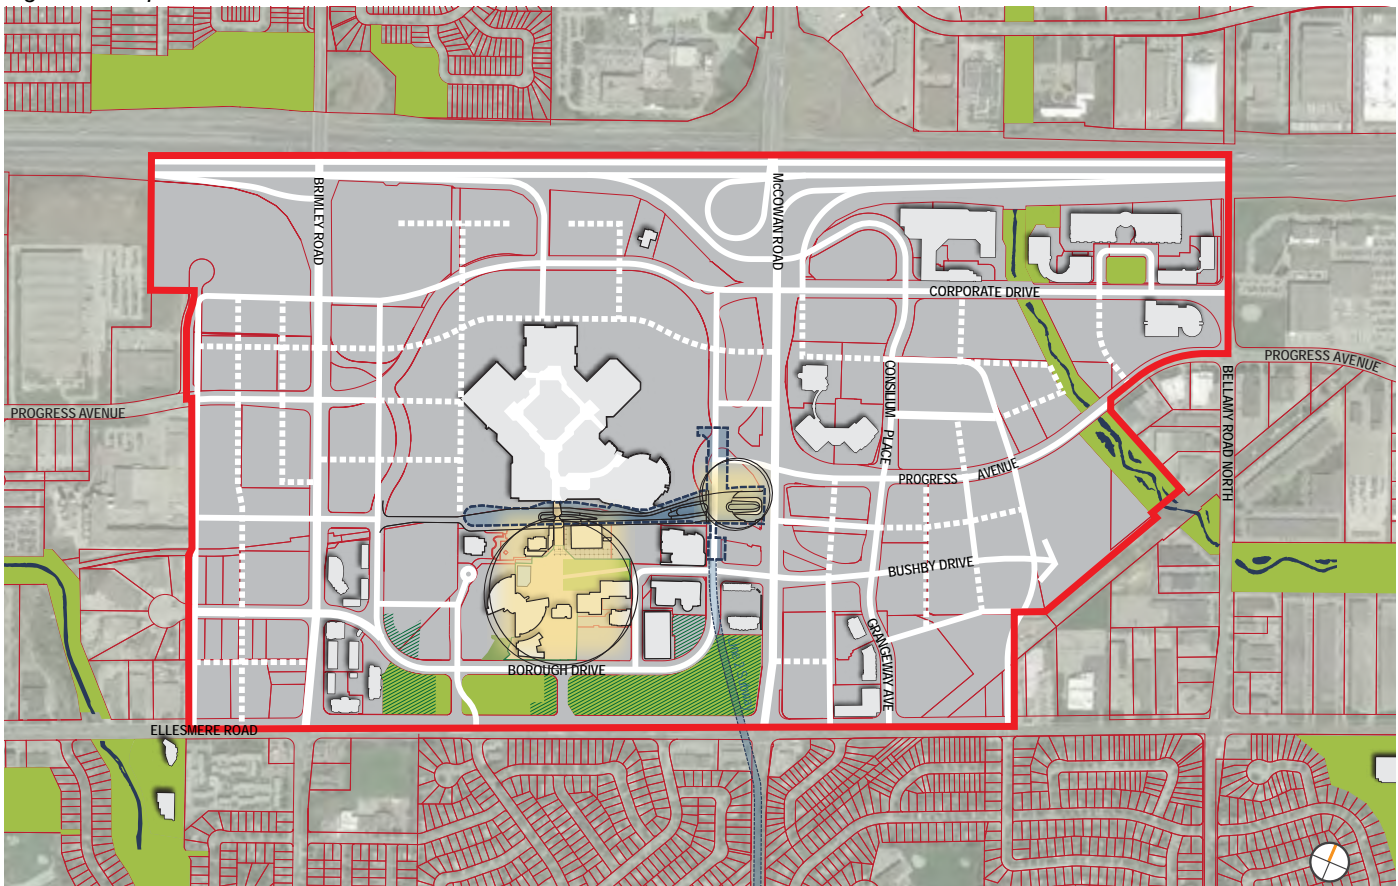 BRIMLEY ROAD
McCOWAN ROAD
CORPORATE DRIVE
PROGRESS AVENUE
PROGRESS AVENUE
CONSILIUM PLACE
BELLAMY ROAD NORTH
PROGRESS AVENUE
BUSHBY DRIVE
GRANGEWAY AVE
BOROUGH DRIVE
ELLESMERE ROAD